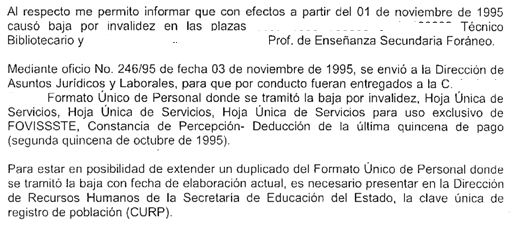 Al respecto me permito informar que con efectos a partir del 01 de noviembre de 1995
causó baja por invalidez en las plazas Técnico
Bibliotecario y Prof. de Enseñanza Secundaria Foráneo.
Mediante oficio No. 246/95 de fecha 03 de noviembre de 1995, se envió a la Dirección de
Asuntos Jurídicos y Laborales, para que por conducto fueran entregados a la C.
Formato Único de Personal donde se tramitó la baja por invalidez, Hoja Única de
Servicios, Hoja Única de Servicios, Hoja Única de Servicios para uso exclusivo de
FOVISSSTE, Constancia de Percepción- Deducción de la última quincena de pago
(segunda quincena de octubre de 1995).
Para estar en posibilidad de extender un duplicado del Formato Único de Personal donde
se tramitó la baja con fecha de elaboración actual, es necesario presentar en la Dirección
de Recursos Humanos de la Secretaria de Educación del Estado, la clave única de
registro de población (CURP).